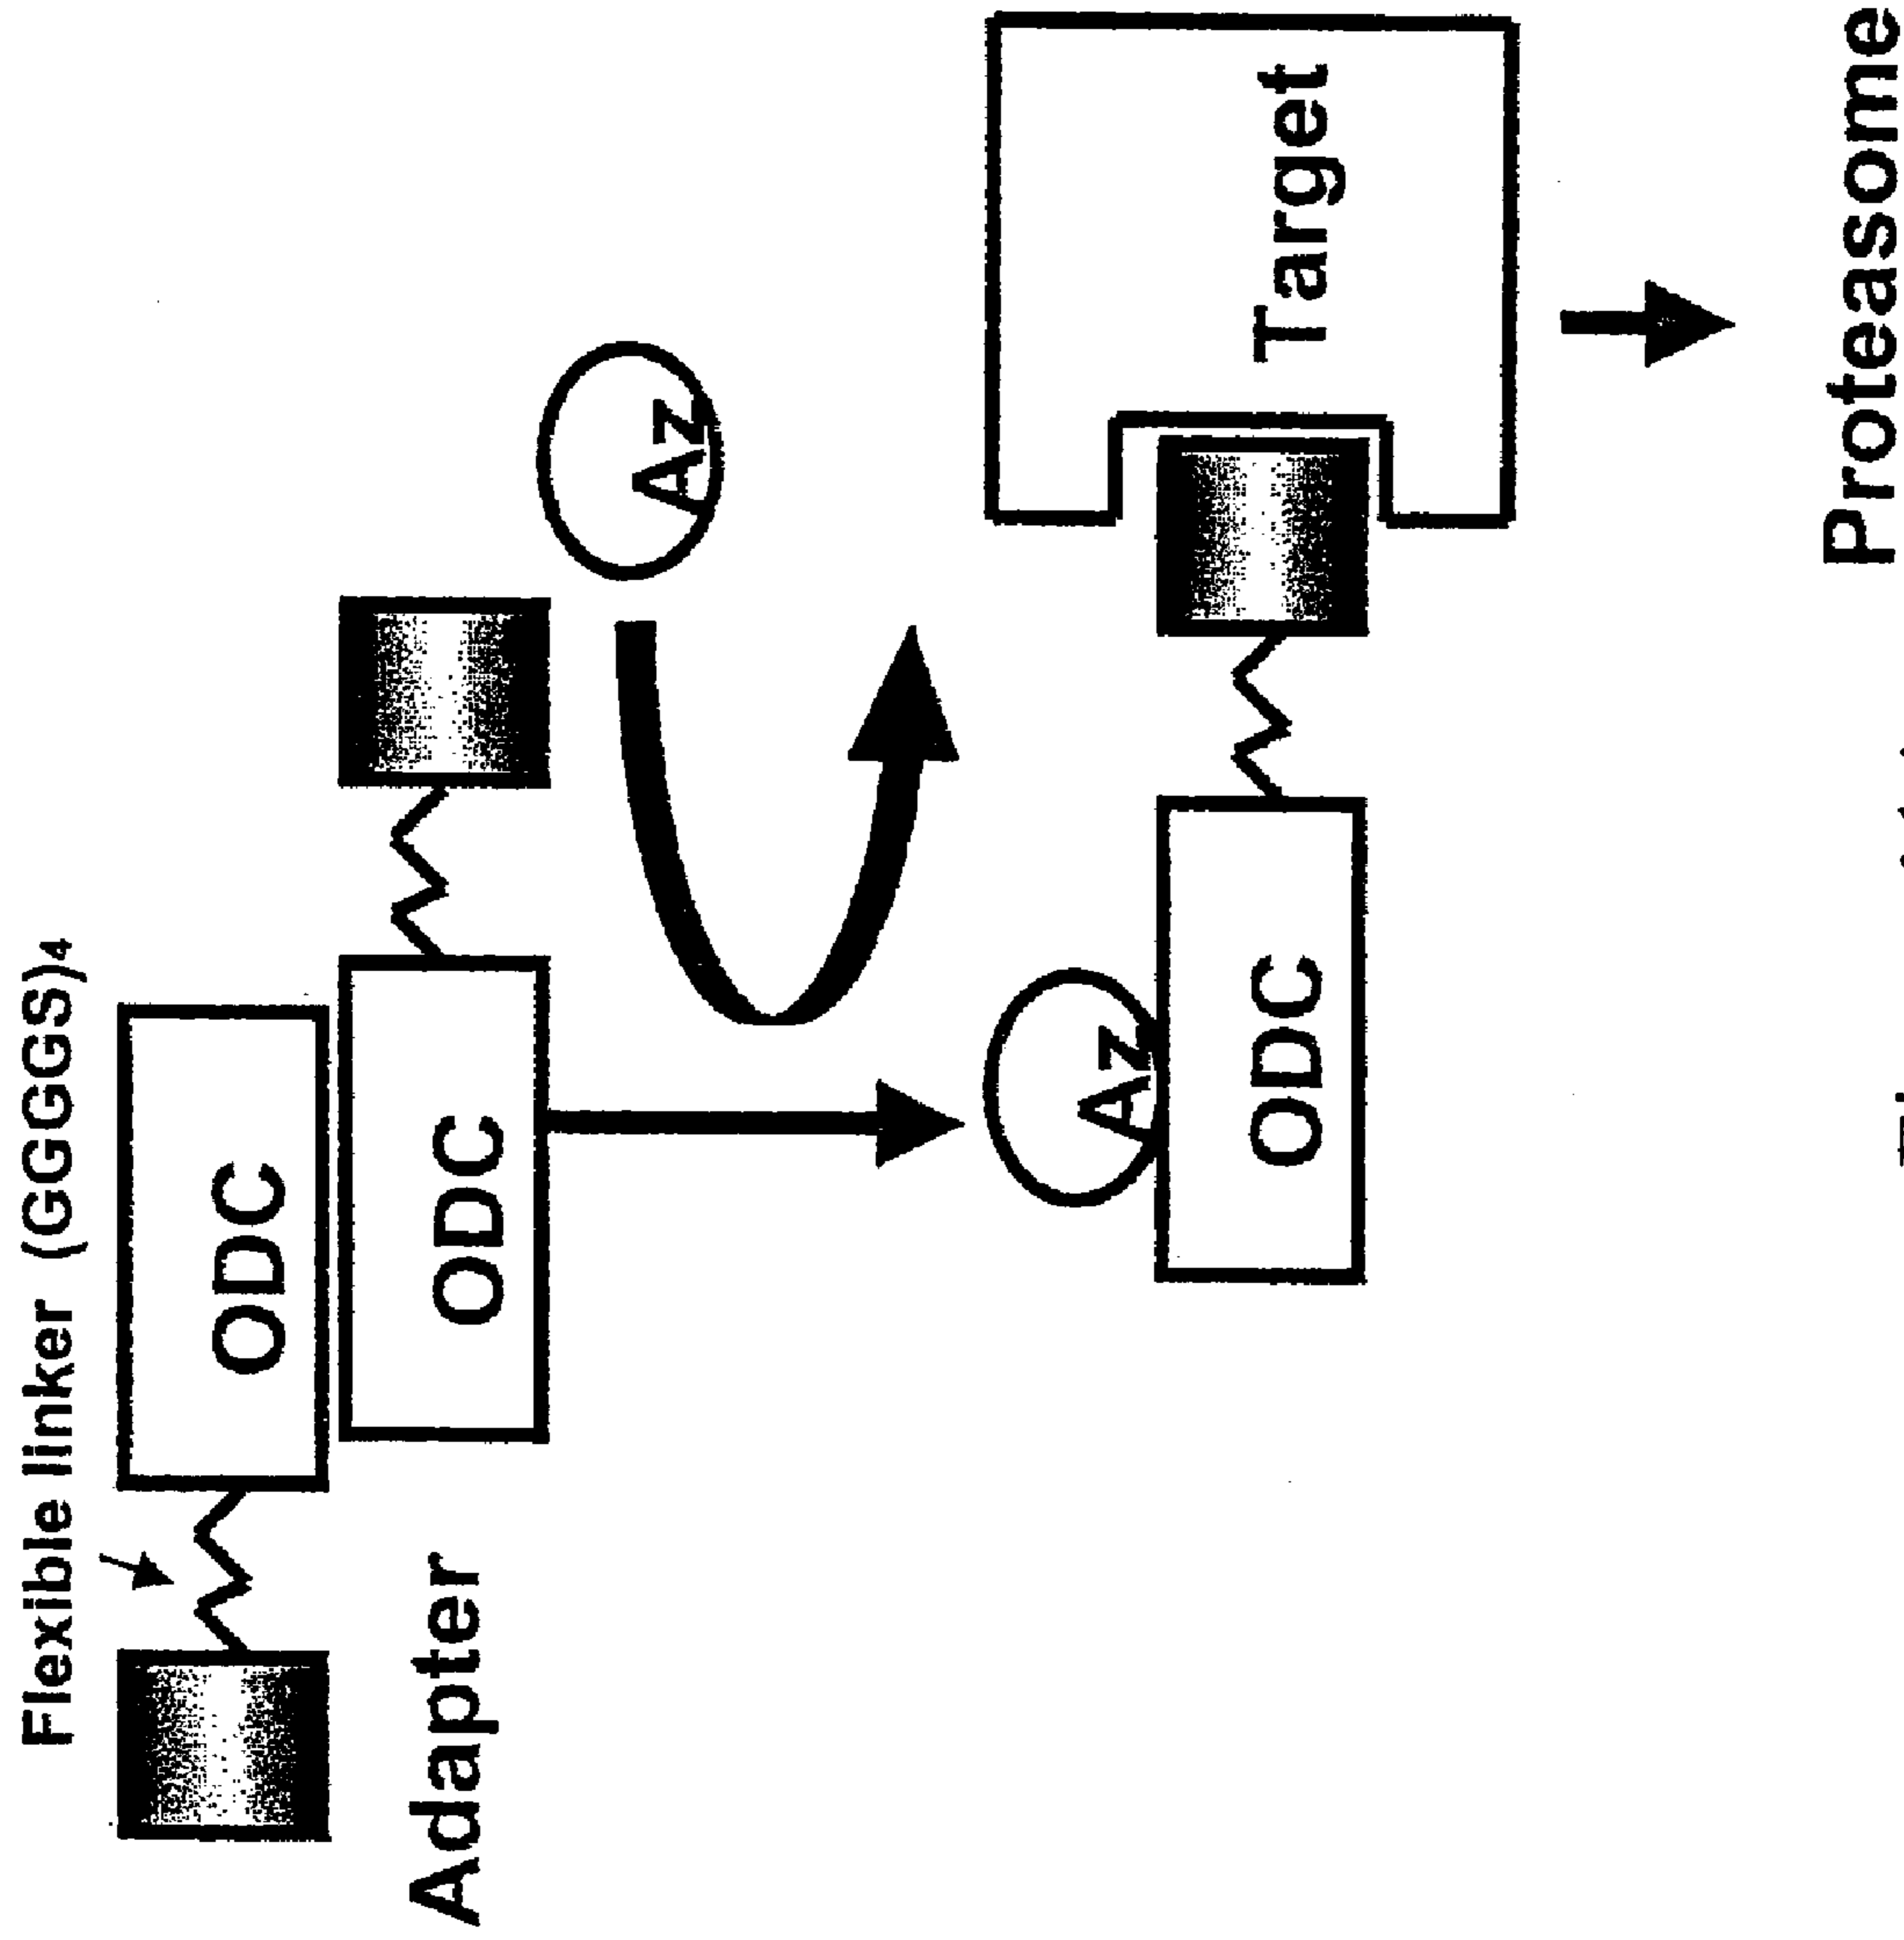 Flexible linker (GGGGS)₄
ODC
ODC
Adapter
Az
Az
ODC
Target
Proteasome